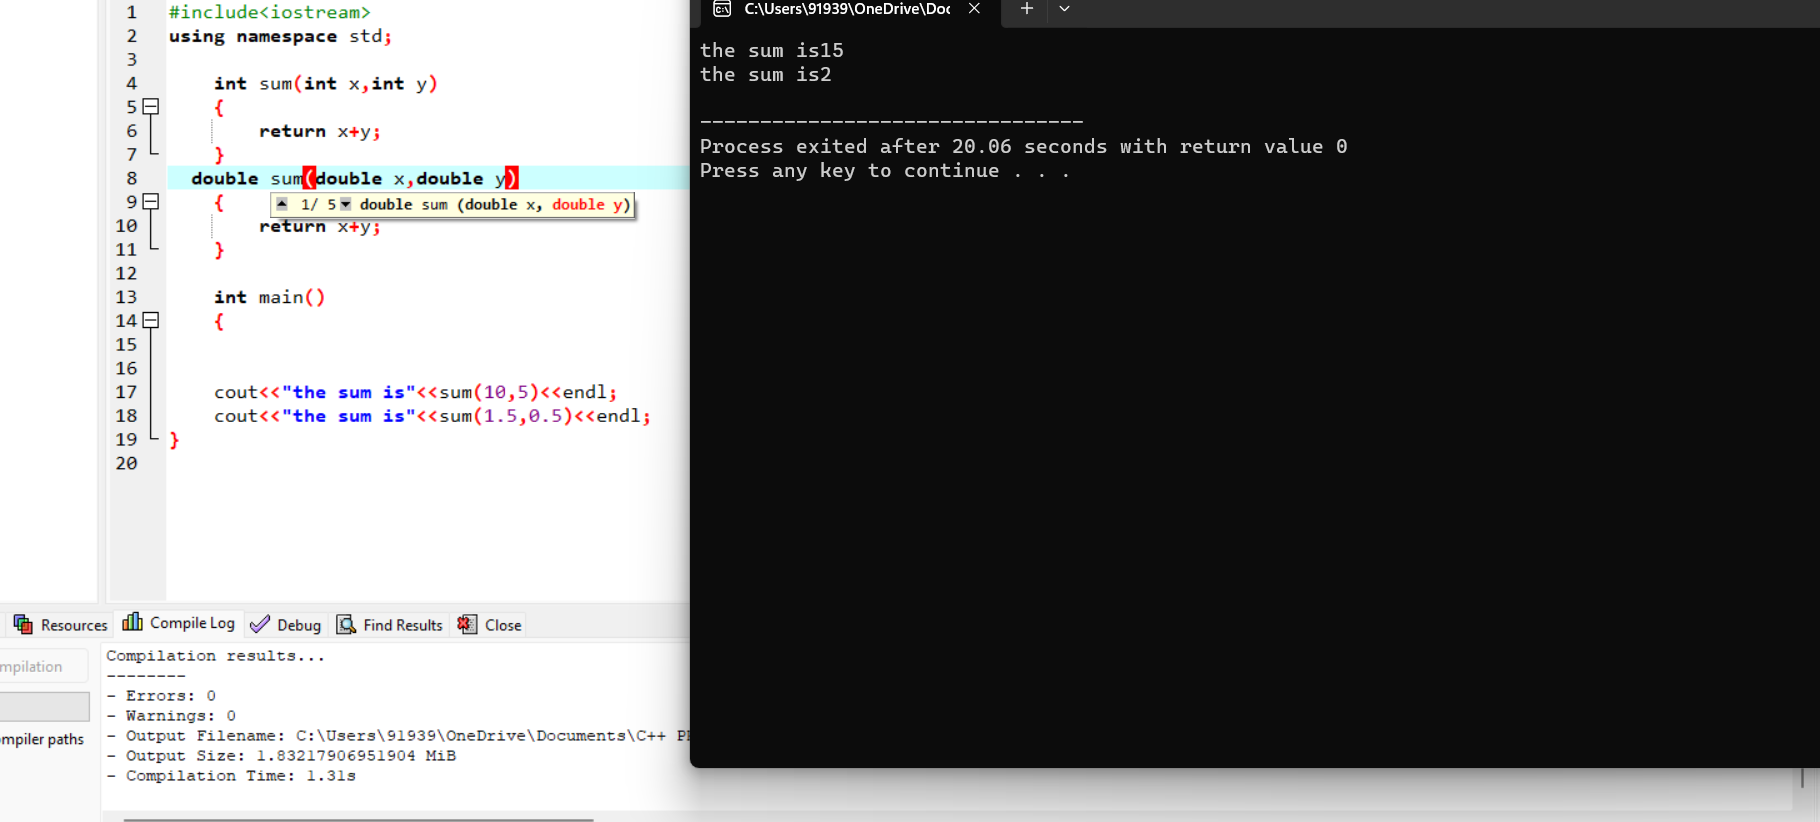 1 #include<iostream>
2 using namespace std;
3
4 int sum(int x,int y)
5 {
6 return x+y;
7 }
8 double sum(double x,double y)
9 {
1/ 5 double sum (double x, double y)
10 return x+y;
11 }
12
13 int main()
14 {
15
16
17 cout<<"the sum is"<<sum(10,5)<<endl;
18 cout<<"the sum is"<<sum(1.5,0.5)<<endl;
19 }
20
C:\Users\91939\OneDrive\Doc
the sum is15
the sum is2
--------------------------------
Process exited after 20.06 seconds with return value 0
Press any key to continue . . .
Resources Compile Log Debug Find Results Close
mpilation
ompiler paths
Compilation results...
--------
- Errors: 0
- Warnings: 0
- Output Filename: C:\Users\91939\OneDrive\Documents\C++ P
- Output Size: 1.83217906951904 MiB
- Compilation Time: 1.31s